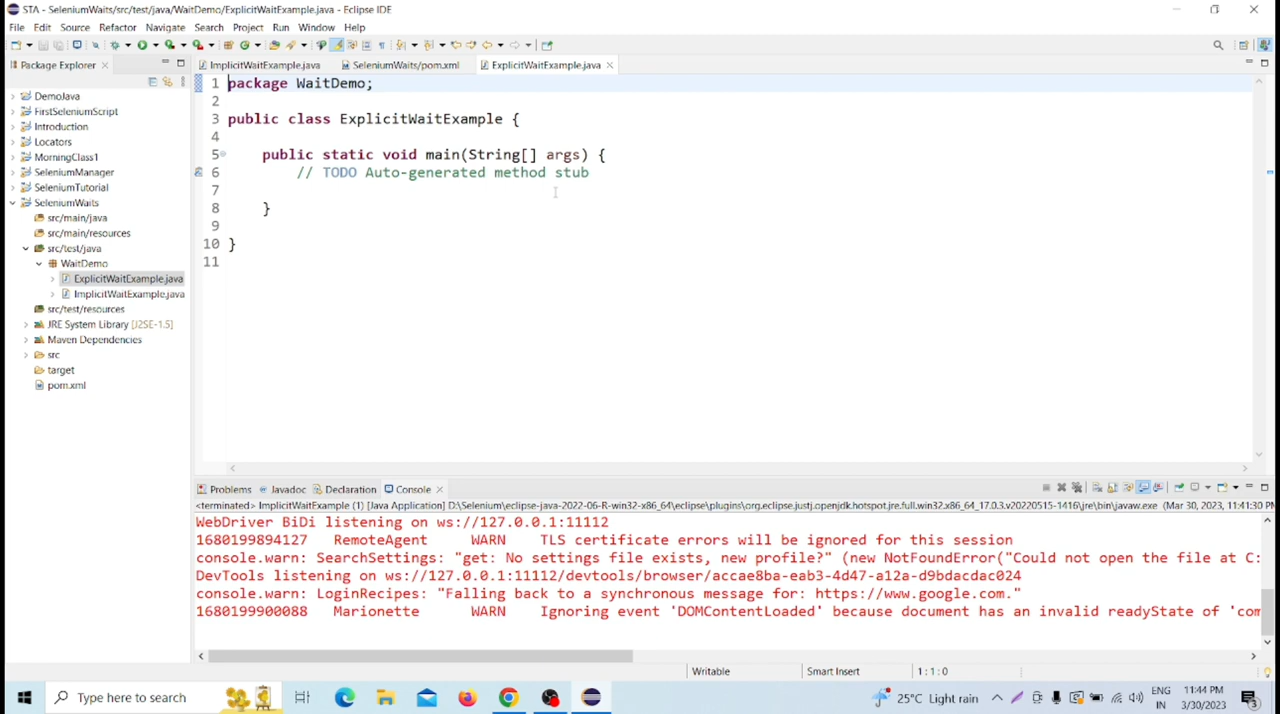 STA - SeleniumWaits/src/test/java/WaitDemo/ExplicitWaitExample.java - Eclipse IDE
File Edit Source Refactor Navigate Search Project Run Window Help
Package Explorer
ImplicitWaitExample.java
SeleniumWaits/pom.xml
ExplicitWaitExample.java
DemoJava
FirstSeleniumScript
Introduction
Locators
MorningClass1
SeleniumManager
SeleniumTutorial
SeleniumWaits
src/main/java
src/main/resources
src/test/java
WaitDemo
ExplicitWaitExample.java
ImplicitWaitExample.java
src/test/resources
JRE System Library [J2SE-1.5]
Maven Dependencies
src
target
pom.xml
1 package WaitDemo;
2
3 public class ExplicitWaitExample {
4
5 public static void main(String[] args) {
6 // TODO Auto-generated method stub
7
8 }
9
10 }
11
Problems Javadoc Declaration Console
<terminated> ImplicitWaitExample (1) [Java Application] D:\Selenium\eclipse-java-2022-06-R-win32-x86_64\eclipse\plugins\org.eclipse.justj.openjdk.hotspot.jre.full.win32.x86_64_17.0.3.v20220515-1416\jre\bin\javaw.exe (Mar 30, 2023, 11:41:30 PM
WebDriver BiDi listening on ws://127.0.0.1:11112
1680199894127 RemoteAgent WARN TLS certificate errors will be ignored for this session
console.warn: SearchSettings: "get: No settings file exists, new profile?" (new NotFoundError("Could not open the file at C:
DevTools listening on ws://127.0.0.1:11112/devtools/browser/accae8ba-eab3-4d47-a12a-d9bdacdac024
console.warn: LoginRecipes: "Falling back to a synchronous message for: https://www.google.com."
1680199900088 Marionette WARN Ignoring event 'DOMContentLoaded' because document has an invalid readyState of 'com
Writable Smart Insert 1 : 1 : 0
Type here to search
25°C Light rain
ENG
IN
11:44 PM
3/30/2023
3